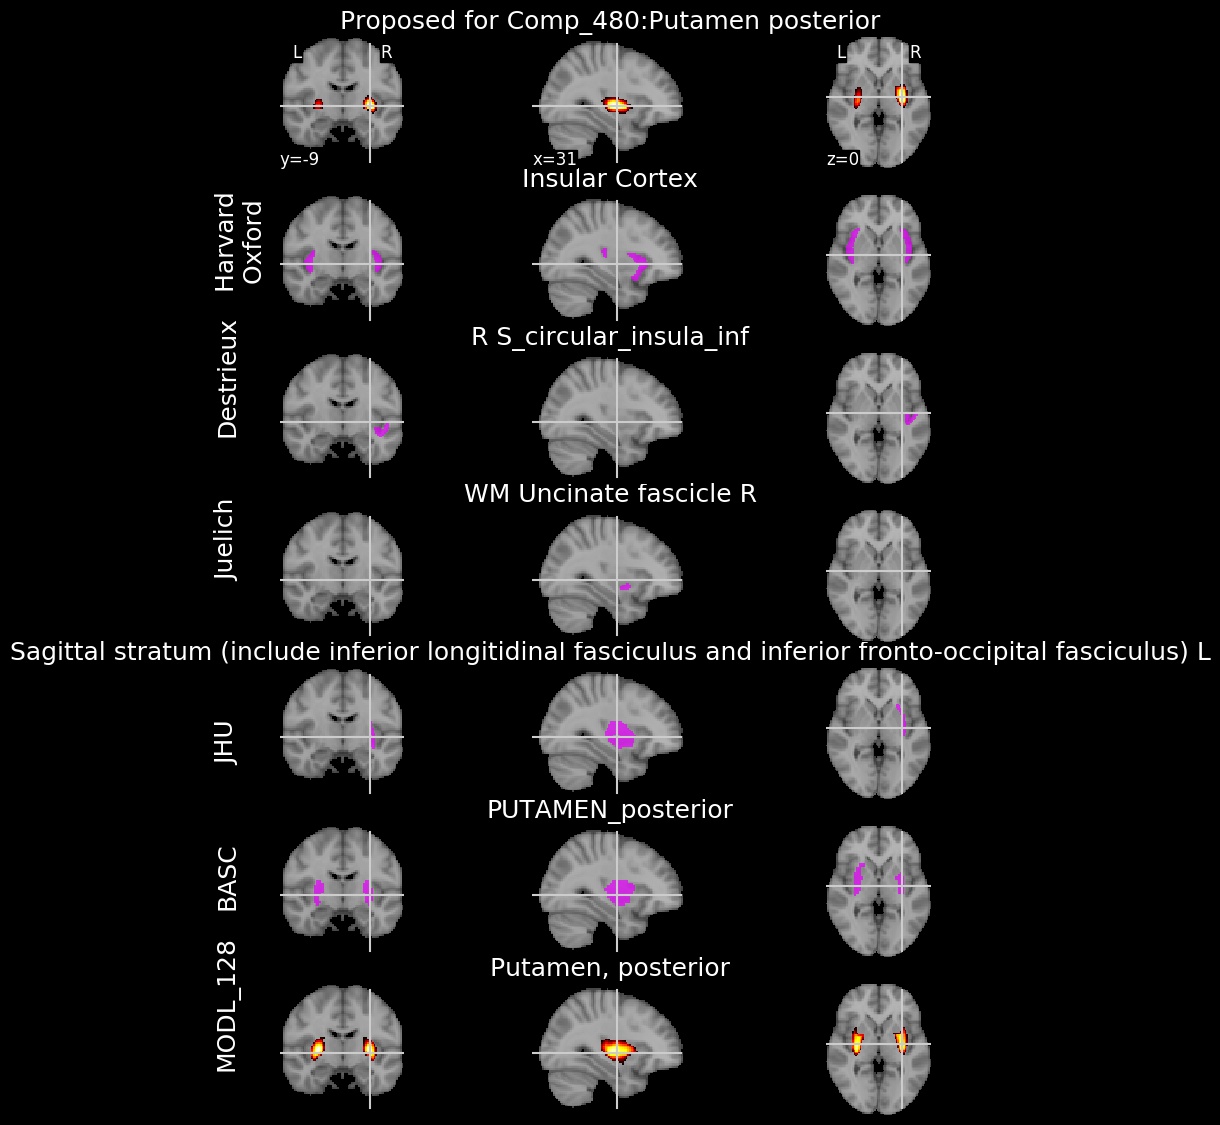 Proposed for Comp_480:Putamen posterior
L R
L R
y=-9
x=31
z=0
Insular Cortex
Harvard
Oxford
R S_circular_insula_inf
Destrieux
WM Uncinate fascicle R
Juelich
Sagittal stratum (include inferior longitidinal fasciculus and inferior fronto-occipital fasciculus) L
JHU
PUTAMEN_posterior
BASC
Putamen, posterior
MODL_128